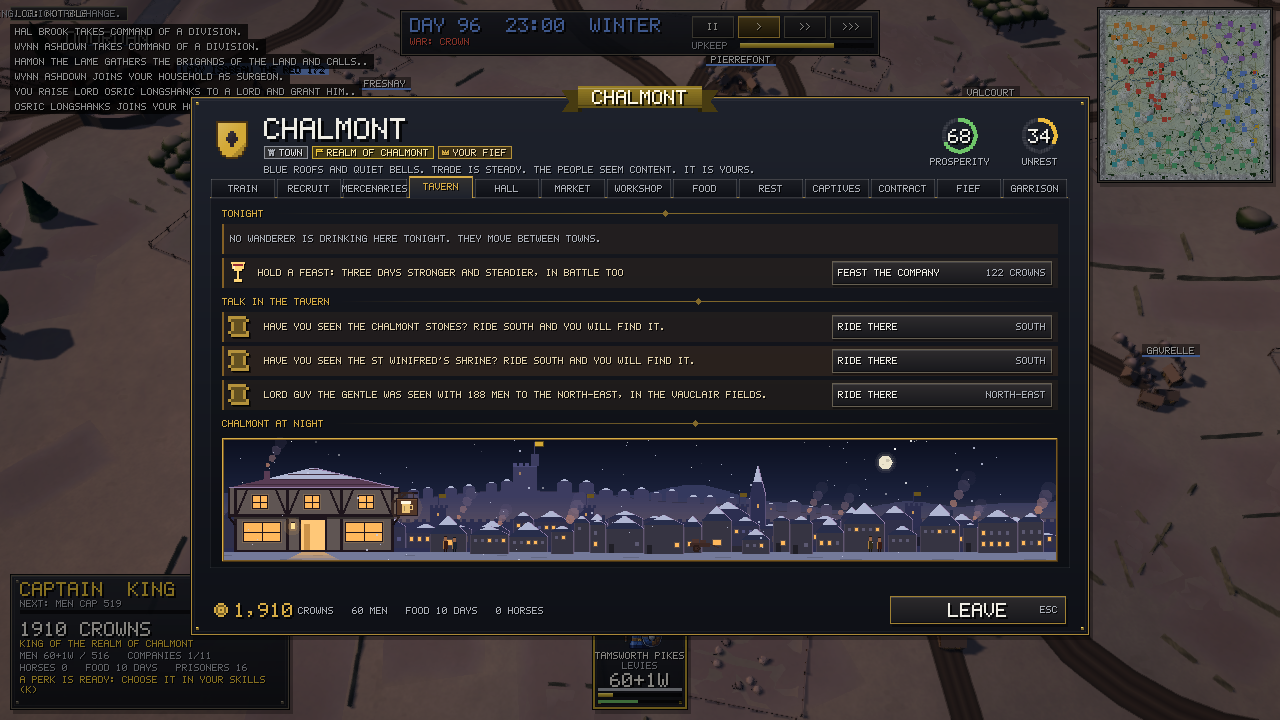 LOG: NOTABLE
CHANGE.
HAL BROOK TAKES COMMAND OF A DIVISION.
WYNN ASHDOWN TAKES COMMAND OF A DIVISION.
HAMON THE LAME GATHERS THE BRIGANDS OF THE LAND AND CALLS..
WYNN ASHDOWN JOINS YOUR HOUSEHOLD AS SURGEON.
YOU RAISE LORD OSRIC LONGSHANKS TO A LORD AND GRANT HIM..
OSRIC LONGSHANKS JOINS YOUR H
DAY 96 23:00 WINTER
WAR: CROWN
II > >> >>>
UPKEEP
PIERREFONT
FRESNAY
VALCOURT
GAVRELLE
CHALMONT
CHALMONT
TOWN REALM OF CHALMONT YOUR FIEF
BLUE ROOFS AND QUIET BELLS. TRADE IS STEADY. THE PEOPLE SEEM CONTENT. IT IS YOURS.
68 PROSPERITY
34 UNREST
TRAIN RECRUIT MERCENARIES TAVERN HALL MARKET WORKSHOP FOOD REST CAPTIVES CONTRACT FIEF GARRISON
TONIGHT
NO WANDERER IS DRINKING HERE TONIGHT. THEY MOVE BETWEEN TOWNS.
HOLD A FEAST: THREE DAYS STRONGER AND STEADIER, IN BATTLE TOO FEAST THE COMPANY 122 CROWNS
TALK IN THE TAVERN
HAVE YOU SEEN THE CHALMONT STONES? RIDE SOUTH AND YOU WILL FIND IT. RIDE THERE SOUTH
HAVE YOU SEEN THE ST WINIFRED'S SHRINE? RIDE SOUTH AND YOU WILL FIND IT. RIDE THERE SOUTH
LORD GUY THE GENTLE WAS SEEN WITH 188 MEN TO THE NORTH-EAST, IN THE VAUCLAIR FIELDS. RIDE THERE NORTH-EAST
CHALMONT AT NIGHT
1,910 CROWNS 60 MEN FOOD 10 DAYS 0 HORSES
LEAVE ESC
CAPTAIN KING
NEXT: MEN CAP 519
1910 CROWNS
KING OF THE REALM OF CHALMONT
MEN 60+1W / 516 COMPANIES 1/11
HORSES 0 FOOD 10 DAYS PRISONERS 16
A PERK IS READY: CHOOSE IT IN YOUR SKILLS
(K)
TAMSWORTH PIKES
LEVIES
60+1W